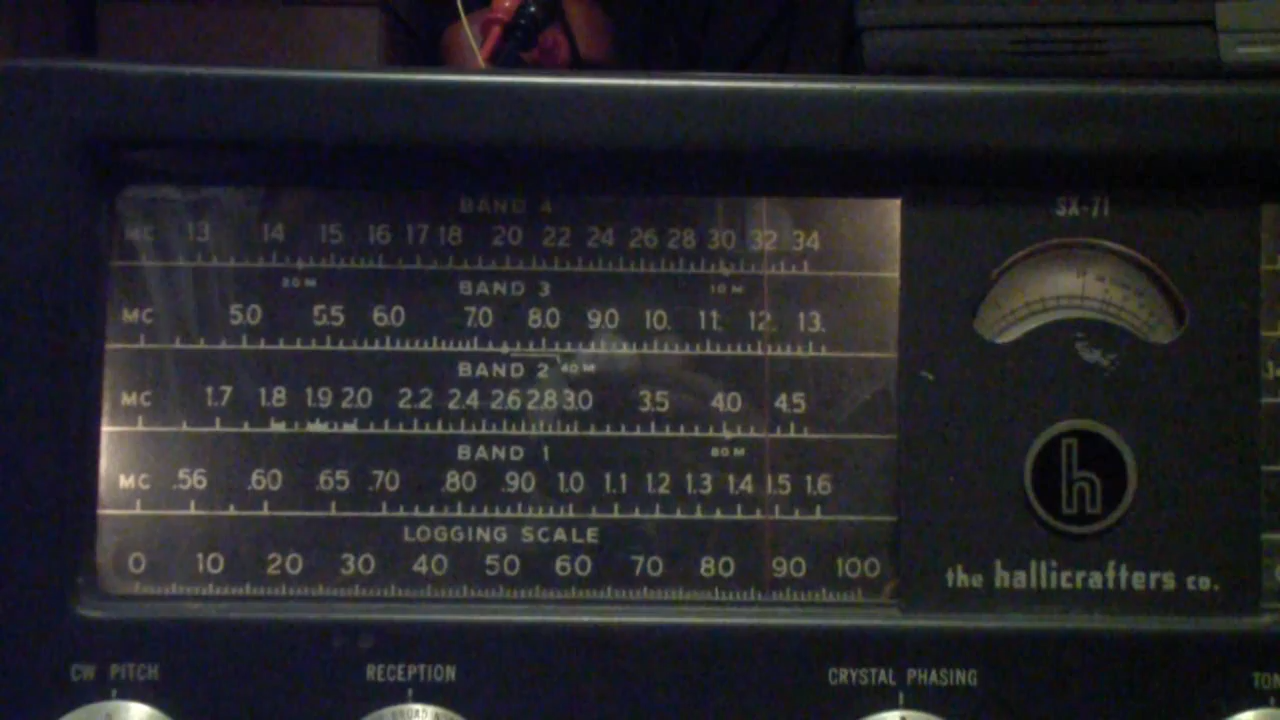 BAND 4
MC 13 14 15 16 17 18 20 22 24 26 28 30 32 34
20 M 10 M
BAND 3
MC 5.0 5.5 6.0 7.0 8.0 9.0 10. 11. 12. 13.
BAND 2 40 M
MC 1.7 1.8 1.9 2.0 2.2 2.4 2.6 2.8 3.0 3.5 4.0 4.5
BAND 1 80 M
MC .56 .60 .65 .70 .80 .90 1.0 1.1 1.2 1.3 1.4 1.5 1.6
LOGGING SCALE
0 10 20 30 40 50 60 70 80 90 100
SX-71
h
the hallicrafters co.
CW PITCH
RECEPTION
CRYSTAL PHASING
TON